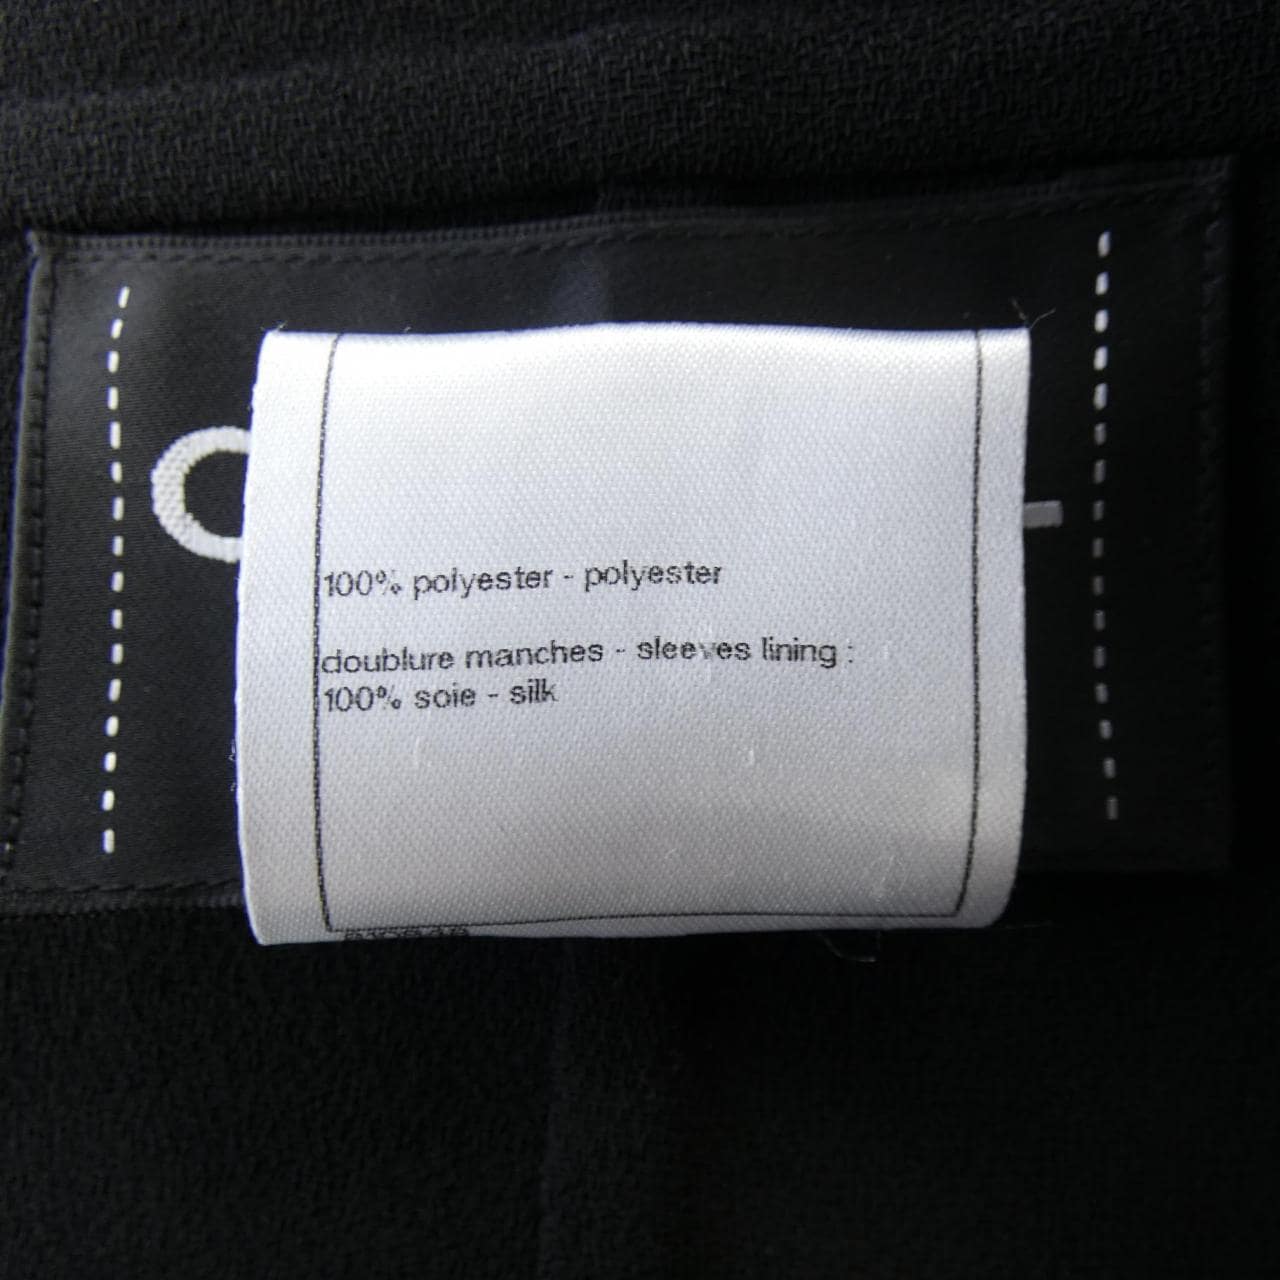 100% polyester - polyester
doublure manches - sleeves lining :
100% soie - silk